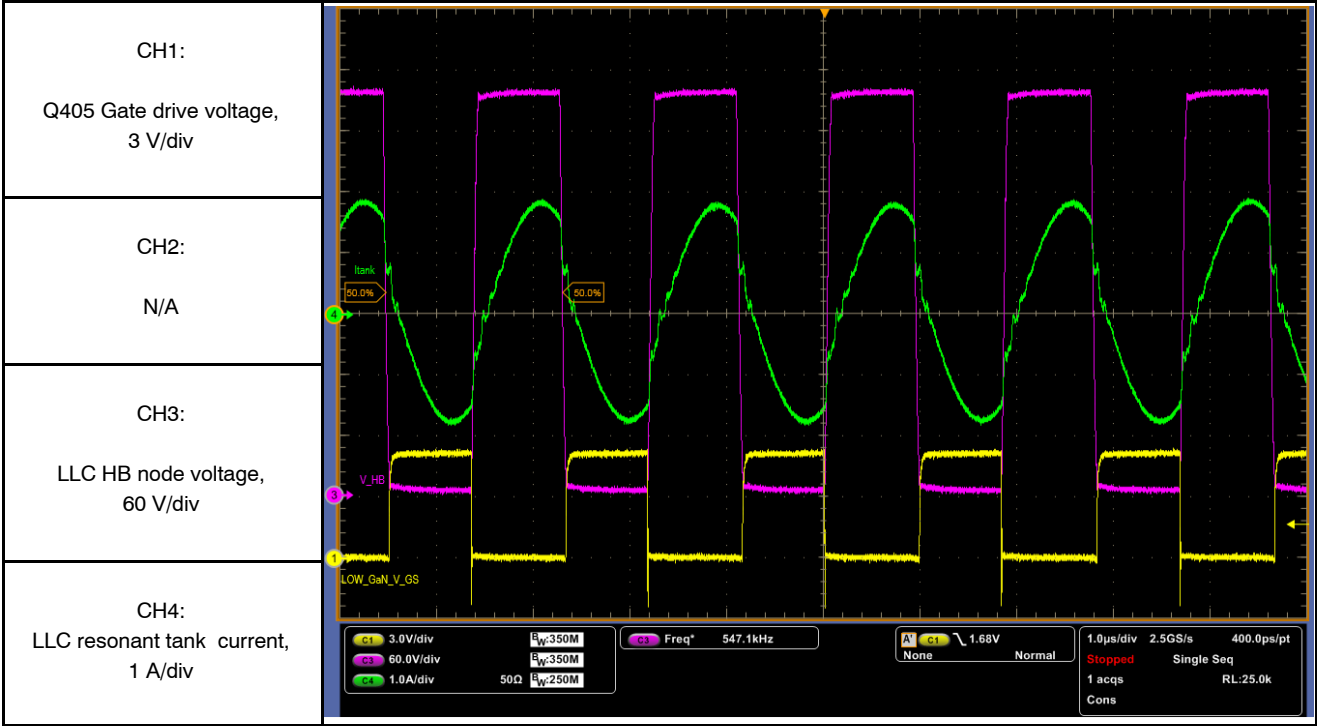 CH1:
Q405 Gate drive voltage,
3 V/div
CH2:
N/A
CH3:
LLC HB node voltage,
60 V/div
CH4:
LLC resonant tank current,
1 A/div
Itank
50.0%
50.0%
4
V_HB
3
1
LOW_GaN_V_GS
C1 3.0V/div BW:350M
C3 60.0V/div BW:350M
C4 1.0A/div 50Ω BW:250M
C3 Freq* 547.1kHz
A' C1 1.68V
None Normal
1.0µs/div 2.5GS/s 400.0ps/pt
Stopped Single Seq
1 acqs RL:25.0k
Cons